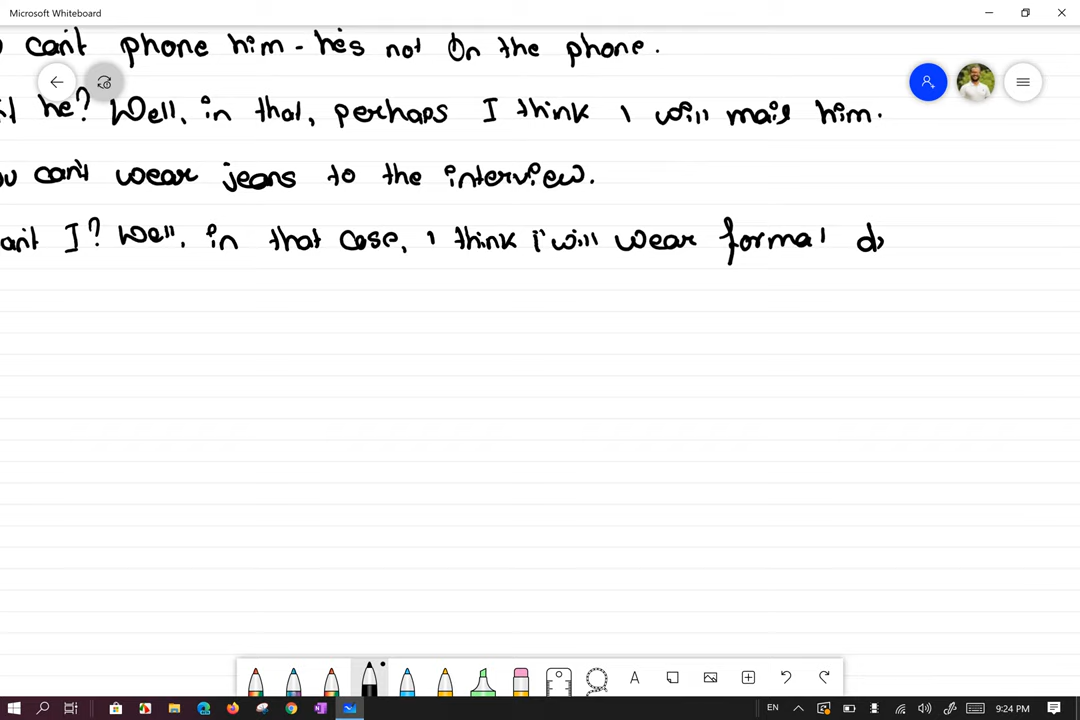 Microsoft Whiteboard
can't phone him - he's not On the phone.
he? Well, in that, perhaps I think I will mail him.
can't wear jeans to the interview.
I? Well, in that case, I think i will wear formal
A
EN
9:24 PM